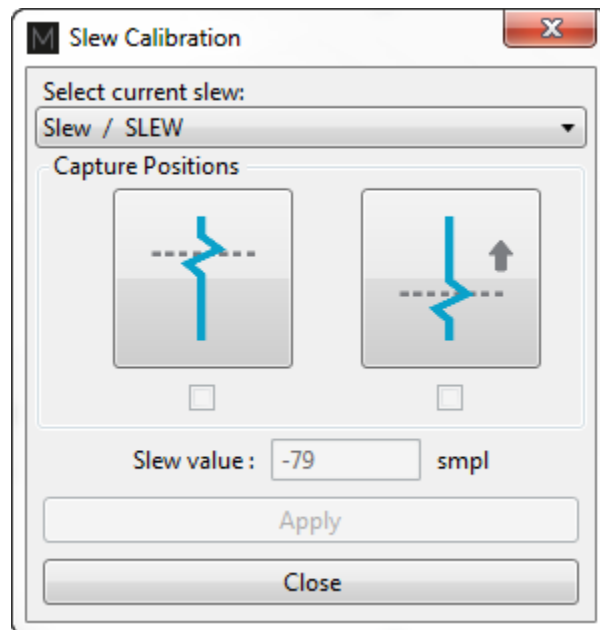 M Slew Calibration
Select current slew:
Slew / SLEW
Capture Positions
Slew value : -79 smpl
Apply
Close